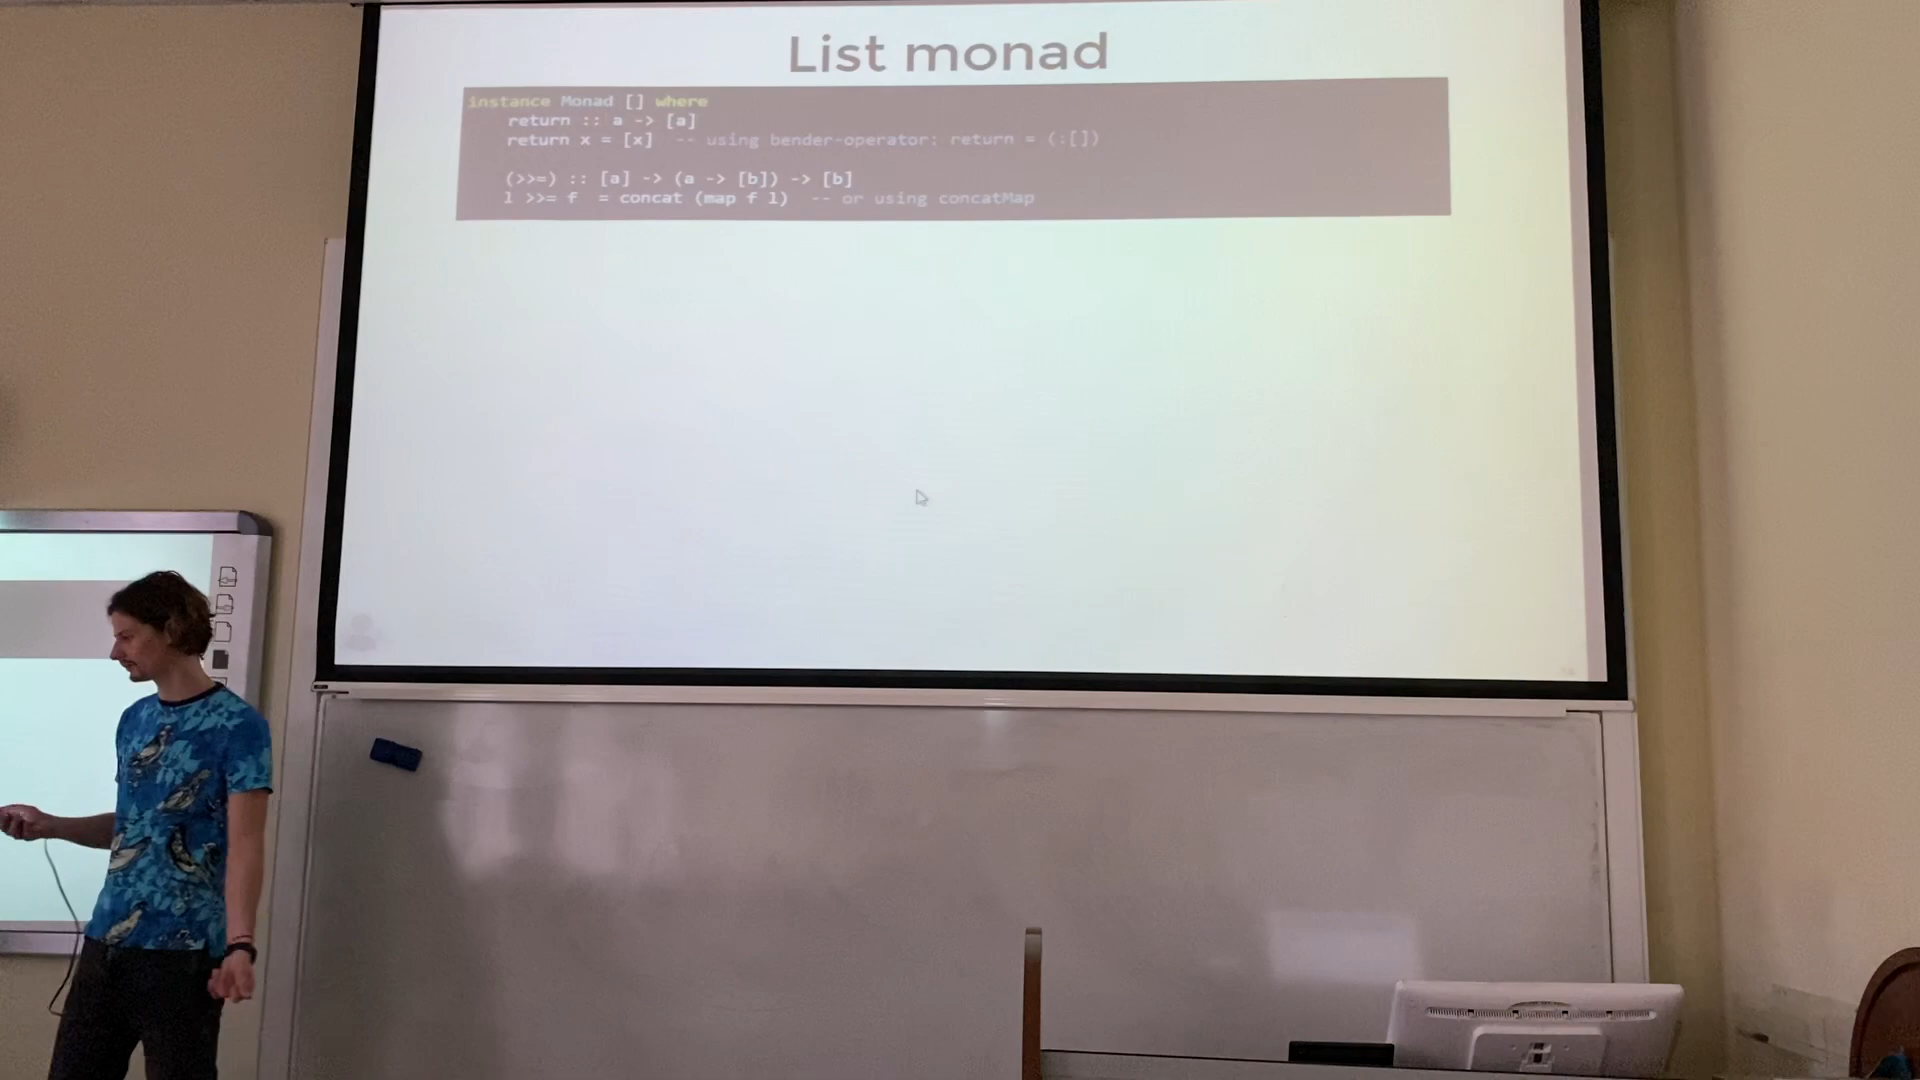 List monad
instance Monad [] where
return :: a -> [a]
return x = [x] -- using bender-operator: return = (:[])
(>>=) :: [a] -> (a -> [b]) -> [b]
l >>= f = concat (map f l) -- or using concatMap